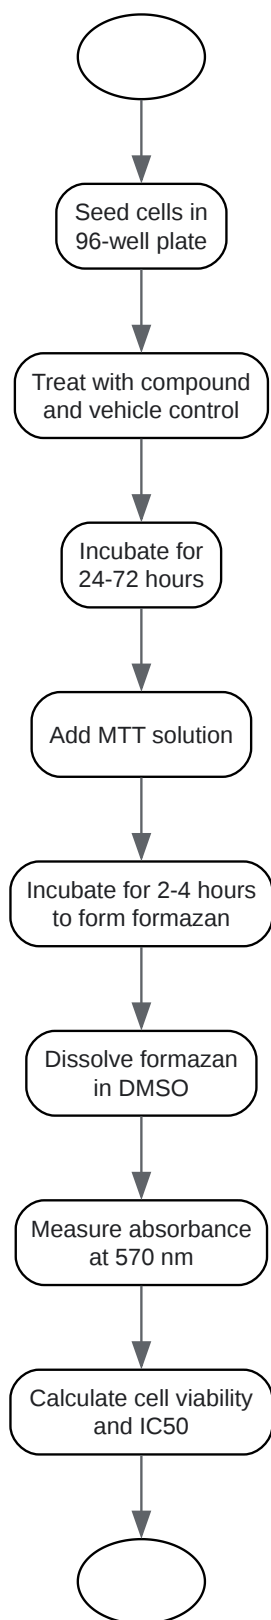 Seed cells in
96-well plate
Treat with compound
and vehicle control
Incubate for
24-72 hours
Add MTT solution
Incubate for 2-4 hours
to form formazan
Dissolve formazan
in DMSO
Measure absorbance
at 570 nm
Calculate cell viability
and IC50